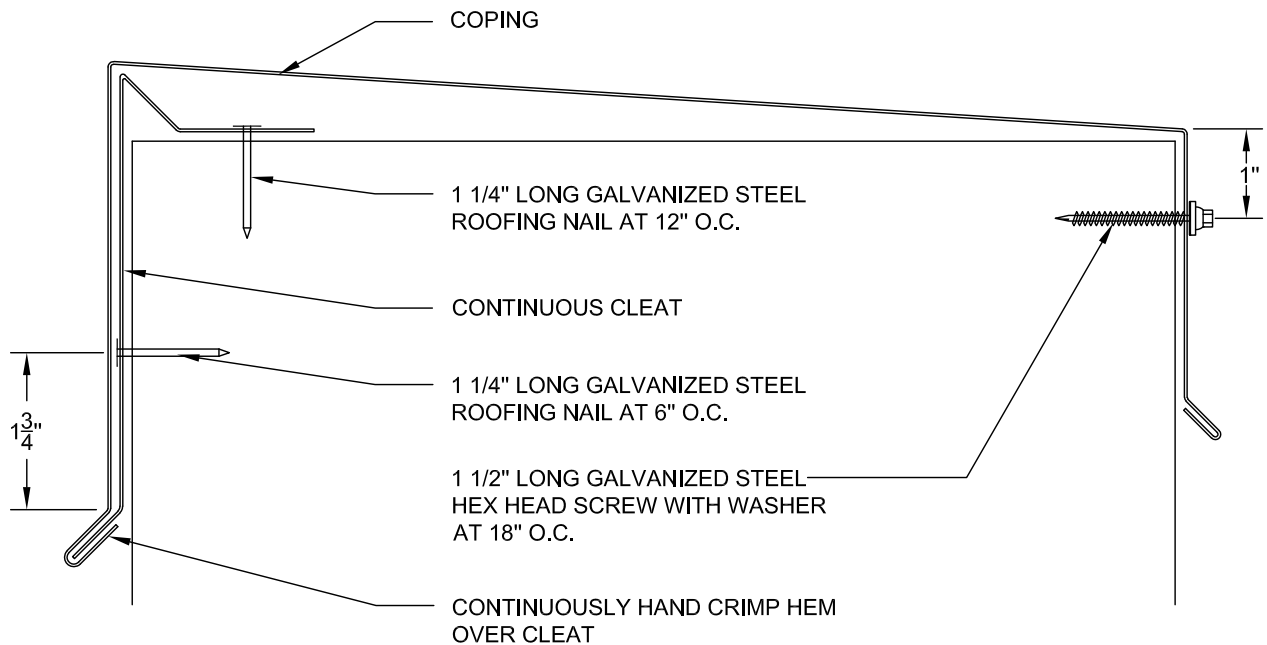 COPING
1"
1 1/4" LONG GALVANIZED STEEL
ROOFING NAIL AT 12" O.C.
CONTINUOUS CLEAT
1 1/4" LONG GALVANIZED STEEL
ROOFING NAIL AT 6" O.C.
1 3/4"
1 1/2" LONG GALVANIZED STEEL
HEX HEAD SCREW WITH WASHER
AT 18" O.C.
CONTINUOUSLY HAND CRIMP HEM
OVER CLEAT